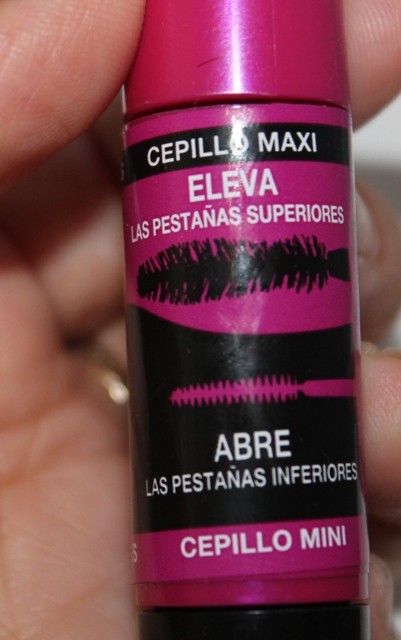 CEPILLO MAXI
ELEVA
LAS PESTAÑAS SUPERIORES
ABRE
LAS PESTAÑAS INFERIORES
CEPILLO MINI